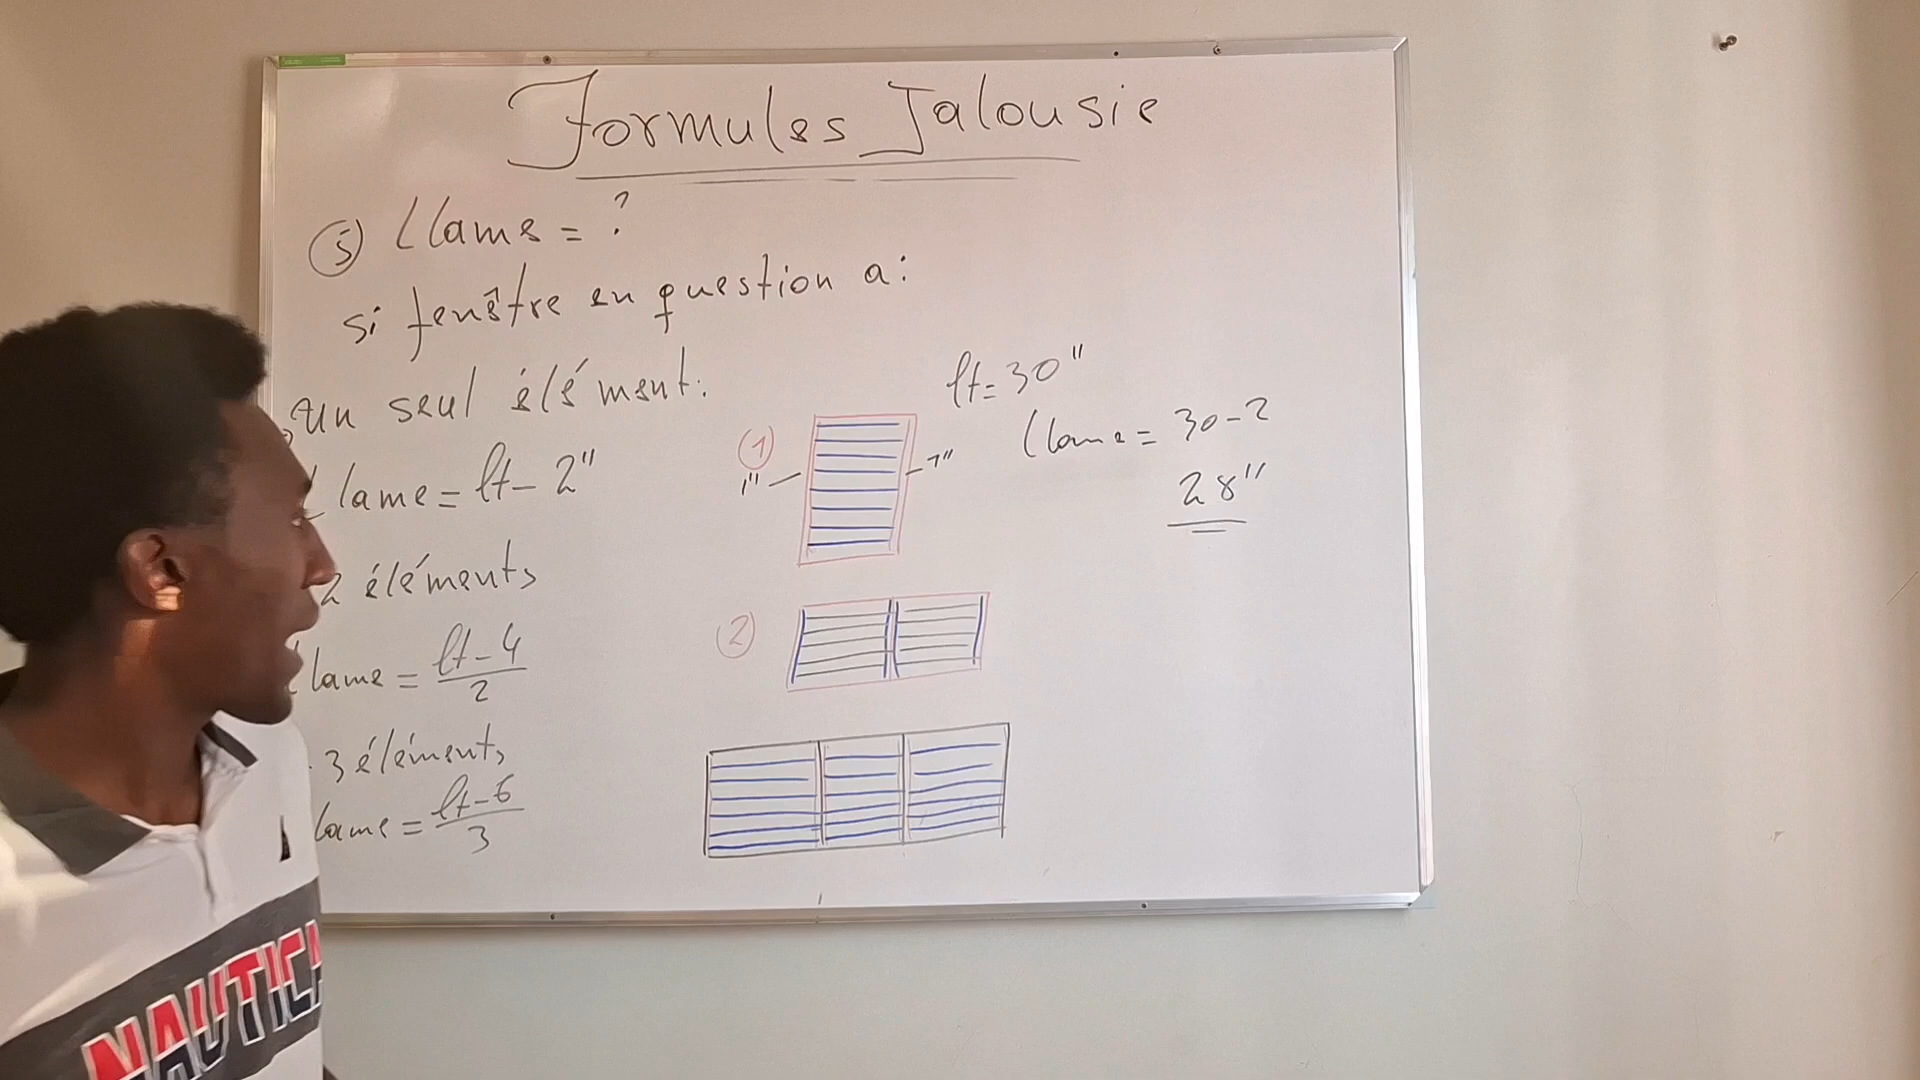 Formules Jalousie
5) Llame = ?
si fenêtre en question a:
un seul élément:
L lame = lt - 2"
2 éléments
lame = lt - 4 / 2
3 éléments
lame = lt - 6 / 3
1
1"
1"
lt = 30"
Llame = 30 - 2
28"
2
NAUTICA